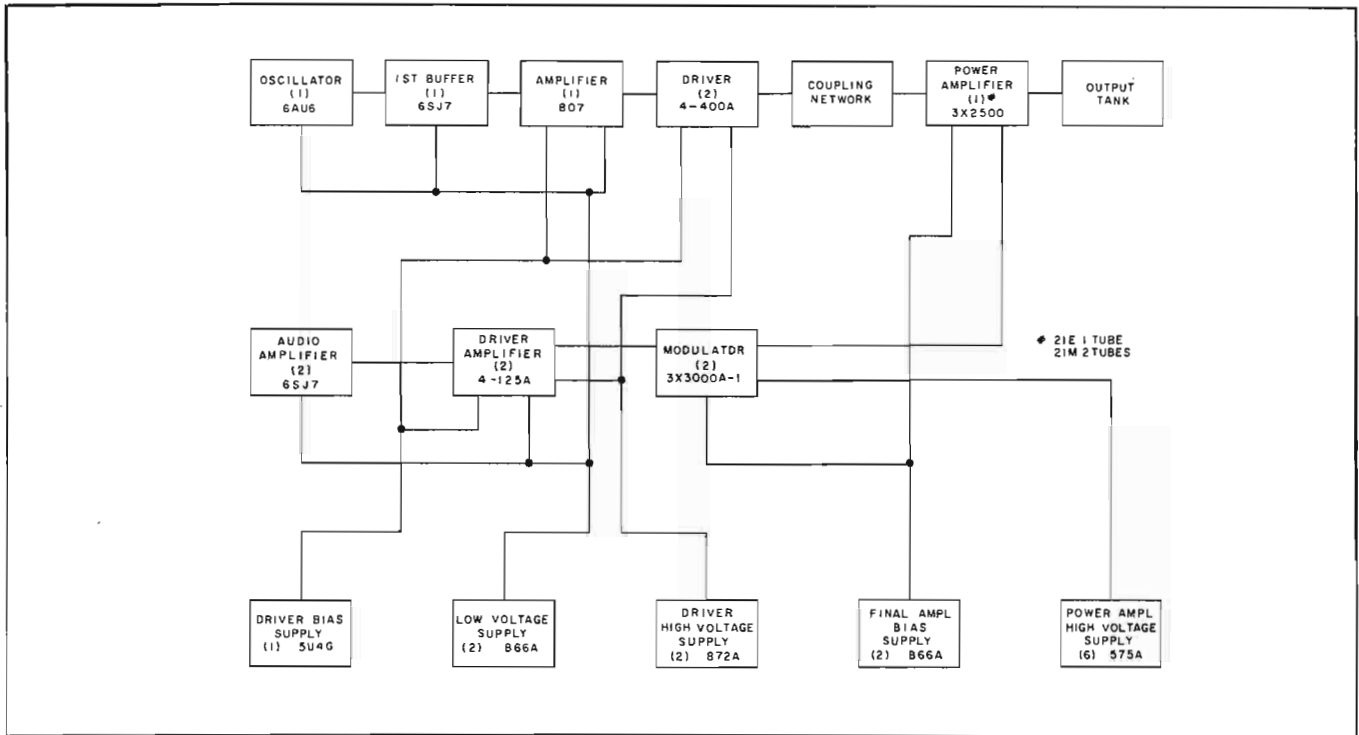 OSCILLATOR
(1)
6AU6
1ST BUFFER
(1)
6SJ7
AMPLIFIER
(1)
807
DRIVER
(2)
4-400A
COUPLING
NETWORK
POWER
AMPLIFIER
(1)*
3X2500
OUTPUT
TANK
AUDIO
AMPLIFIER
(2)
6SJ7
DRIVER
AMPLIFIER
(2)
4-125A
MODULATOR
(2)
3X3000A-1
* 21E 1 TUBE
21M 2 TUBES
DRIVER BIAS
SUPPLY
(1) 5U4G
LOW VOLTAGE
SUPPLY
(2) B66A
DRIVER
HIGH VOLTAGE
SUPPLY
(2) 872A
FINAL AMPL
BIAS
SUPPLY
(2) B66A
POWER AMPL
HIGH VOLTAGE
SUPPLY
(6) 575A